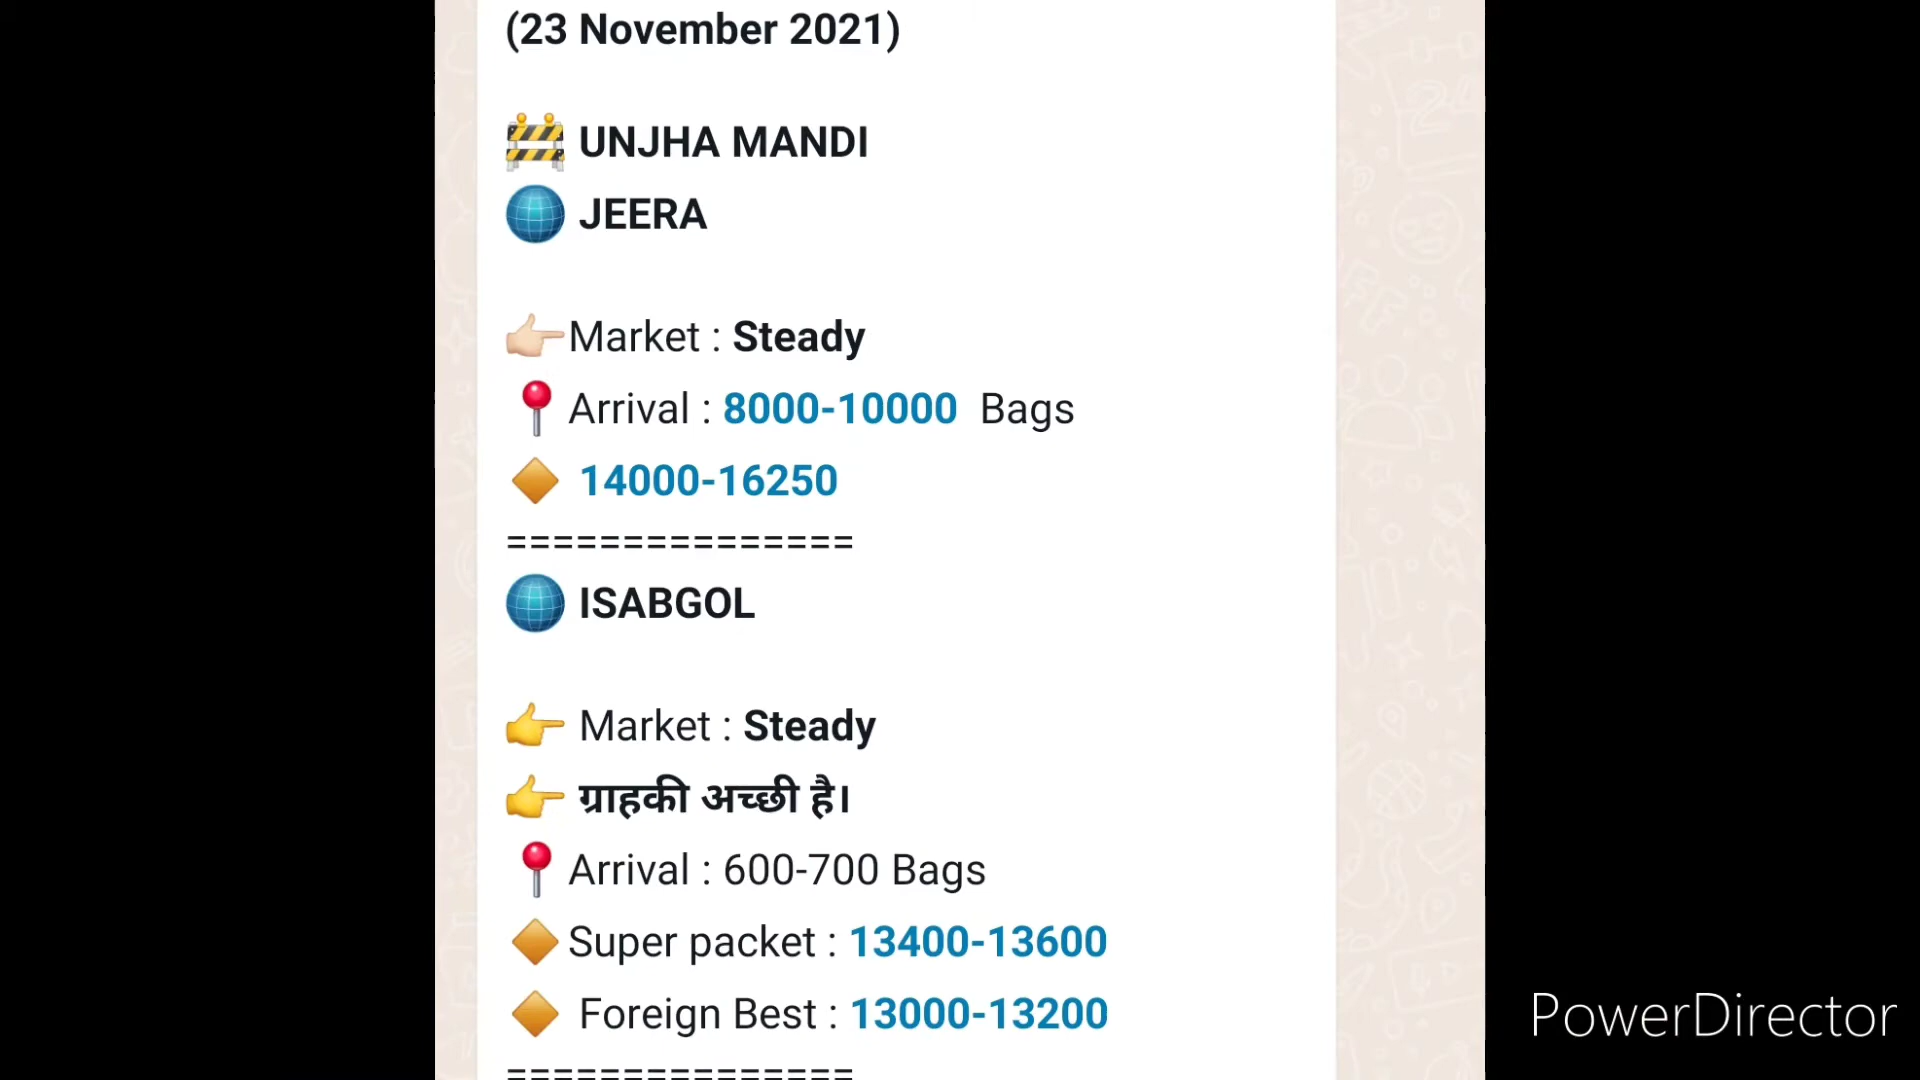 (23 November 2021)
🚧 UNJHA MANDI
🌐 JEERA
👉🏻Market : Steady
📍Arrival : 8000-10000 Bags
🔶 14000-16250
===============
🌐 ISABGOL
👉 Market : Steady
👉 ग्राहकी अच्छी है।
📍Arrival : 600-700 Bags
🔶Super packet : 13400-13600
🔶 Foreign Best : 13000-13200
===============
PowerDirector